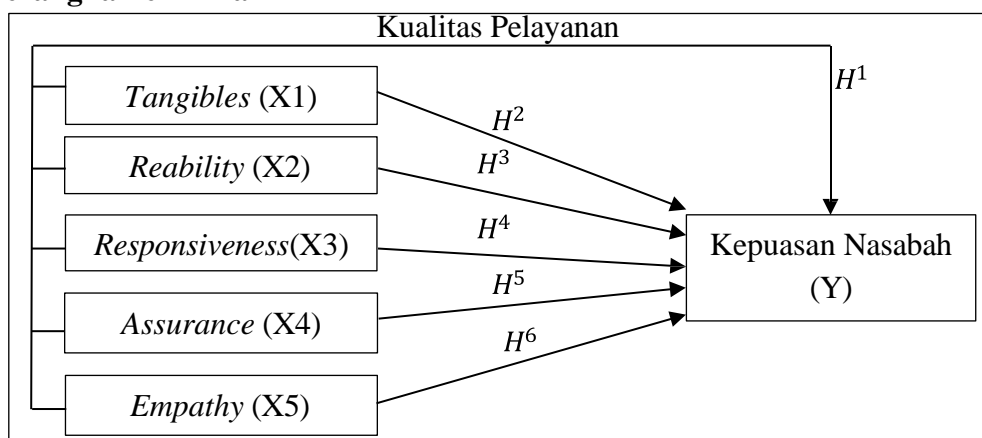 Kualitas Pelayanan
H¹
Tangibles (X1)
H²
Reability (X2)
H³
Responsiveness(X3)
H⁴
Kepuasan Nasabah
(Y)
Assurance (X4)
H⁵
Empathy (X5)
H⁶